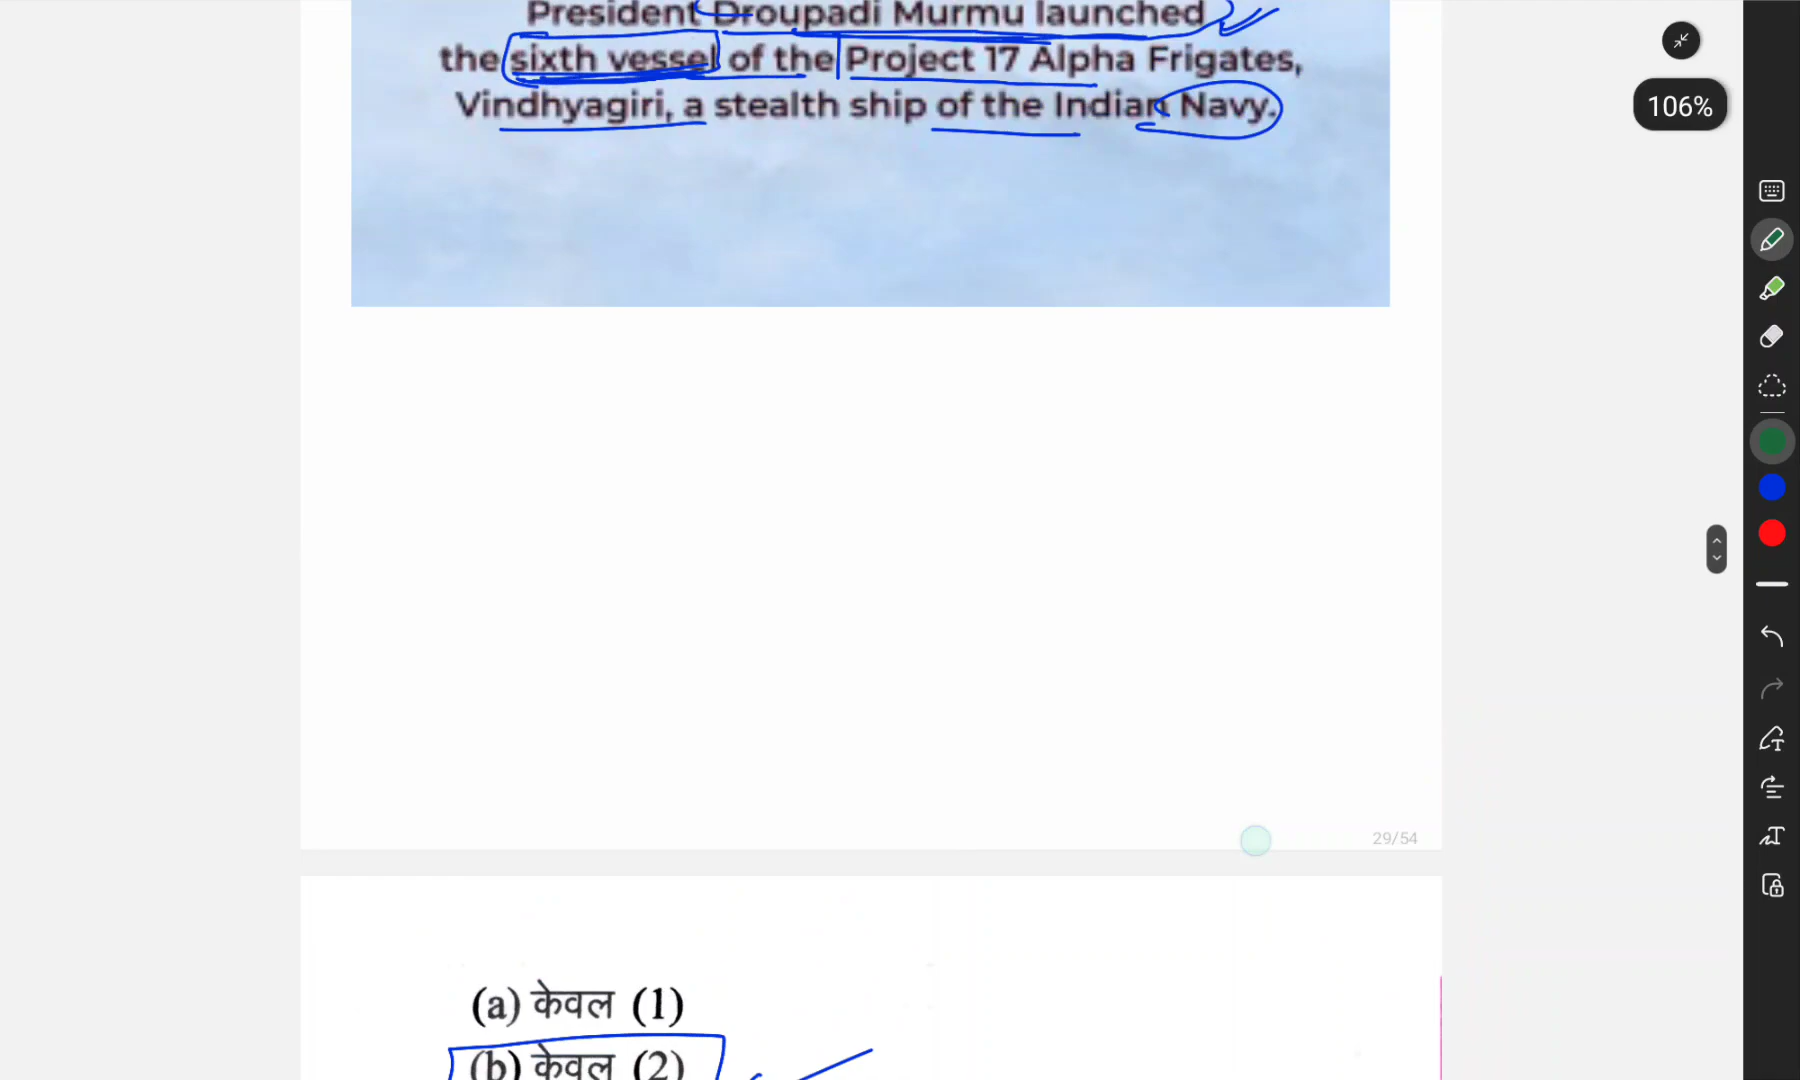 President Droupadi Murmu launched
the sixth vessel of the Project 17 Alpha Frigates,
Vindhyagiri, a stealth ship of the Indian Navy.
106%
29/54
(a) केवल (1)
(b) केवल (2)